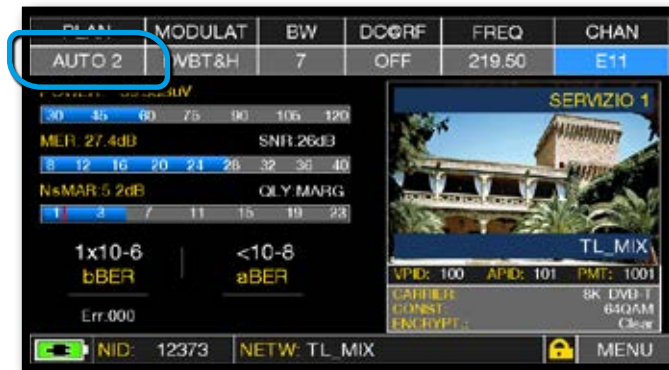 PLAN MODULAT BW DC@RF FREQ CHAN
AUTO 2 DVBT&H 7 OFF 219.50 E11
POWER: dBuV
30 45 60 75 90 105 120
MER: 27.4dB SNR:26dB
8 12 16 20 24 28 32 36 40
NsMAR:5.2dB QLY:MARG
1 3 7 11 15 19 23
1x10-6 <10-8
bBER aBER
Err:000
SERVIZIO 1
TL_MIX
VPID: 100 APID: 101 PMT: 1001
CARRIER: 8K DVB-T
CONST: 64QAM
ENCRYPT.: Clear
NID: 12373 NETW: TL_MIX MENU